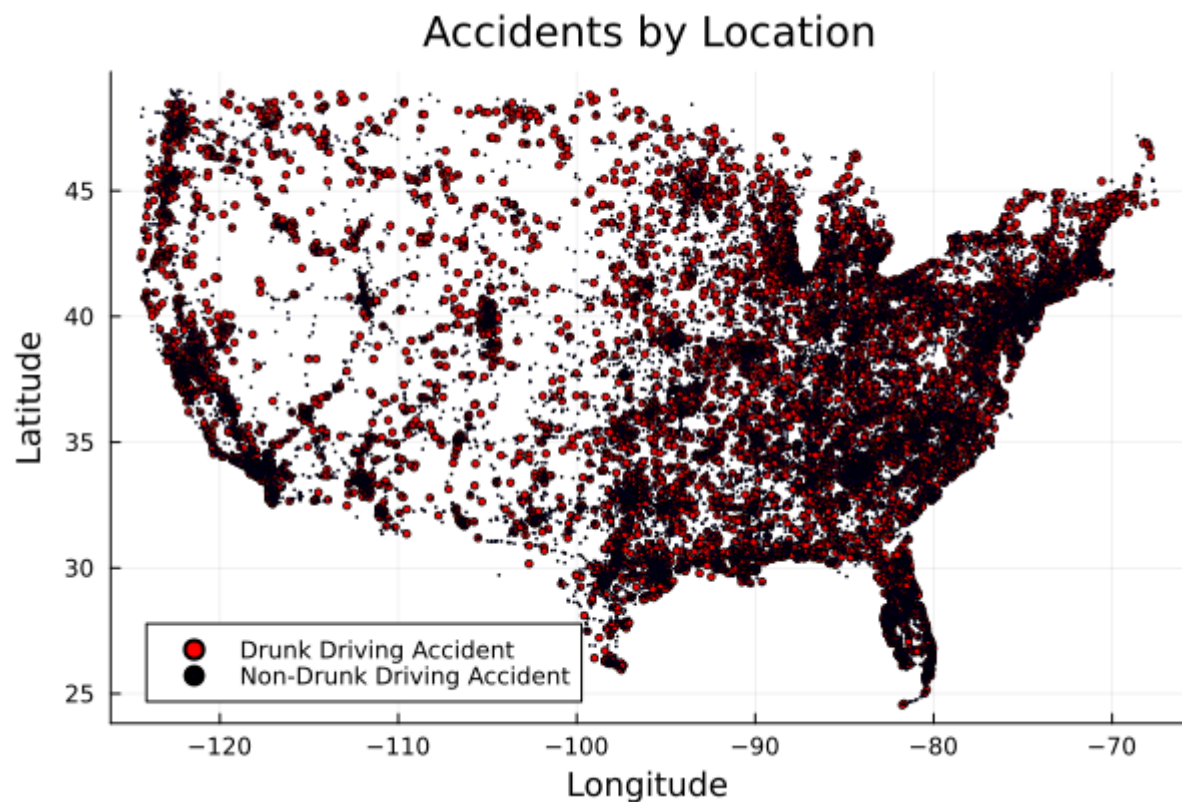 Accidents by Location
Latitude
45
40
35
30
25
Drunk Driving Accident
Non-Drunk Driving Accident
−120
−110
−100
−90
−80
−70
Longitude